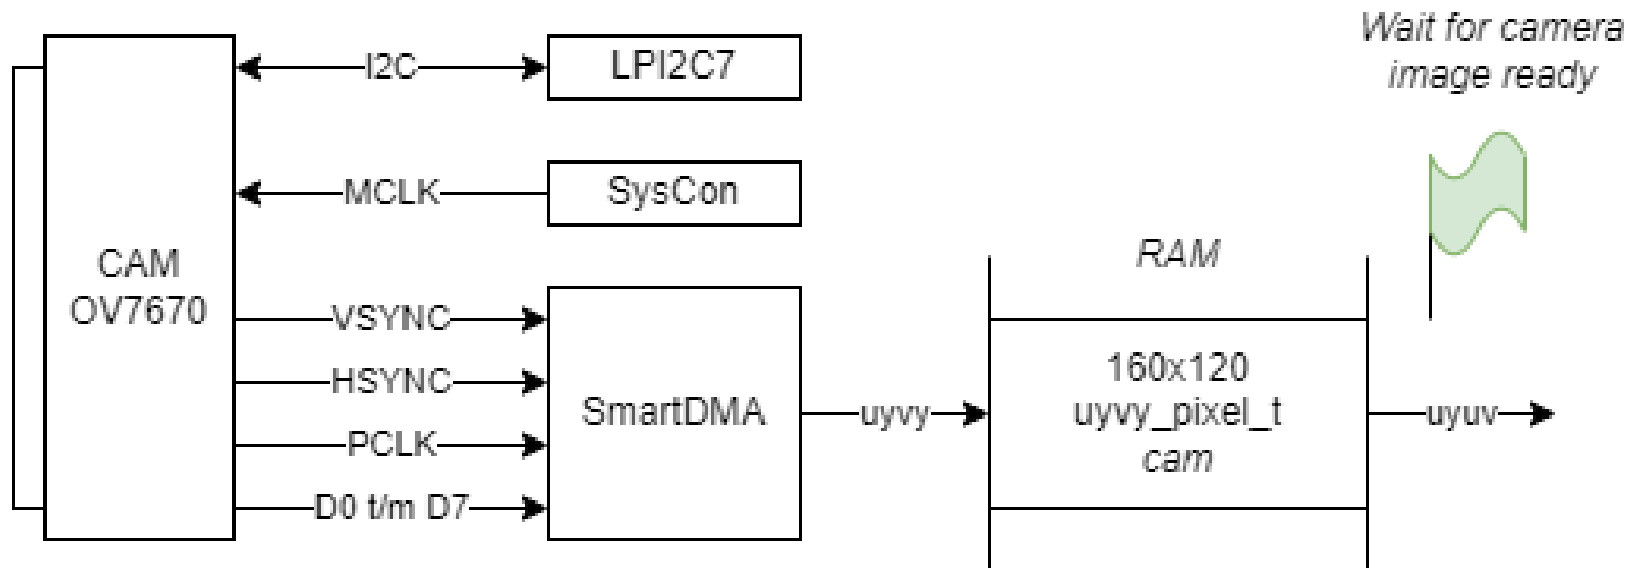 Wait for camera
image ready
I2C
LPI2C7
MCLK
SysCon
CAM
OV7670
VSYNC
HSYNC
PCLK
D0 t/m D7
SmartDMA
uyvy
RAM
160x120
uyvy_pixel_t
cam
uyuv